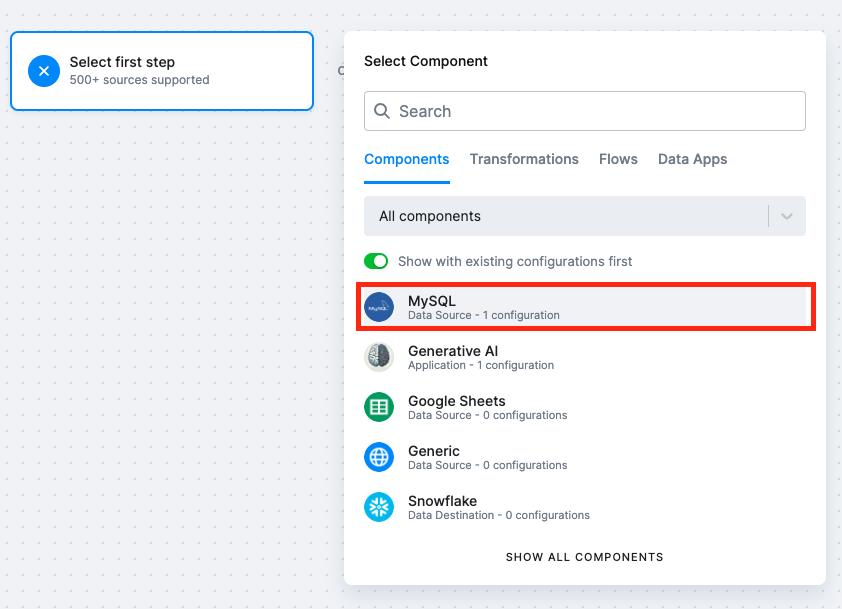 Select first step
500+ sources supported
Select Component
Search
Components Transformations Flows Data Apps
All components
Show with existing configurations first
MySQL
Data Source - 1 configuration
Generative AI
Application - 1 configuration
Google Sheets
Data Source - 0 configurations
Generic
Data Source - 0 configurations
Snowflake
Data Destination - 0 configurations
SHOW ALL COMPONENTS